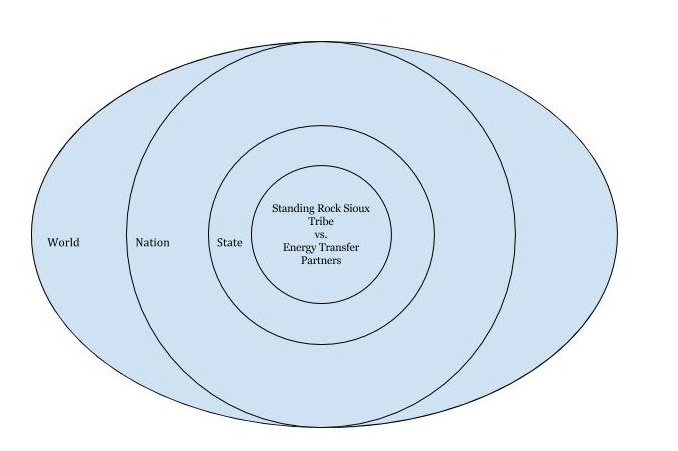 Standing Rock Sioux
Tribe
vs.
Energy Transfer
Partners
World
Nation
State